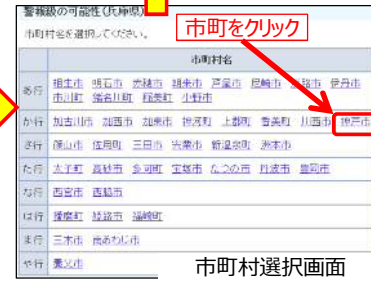 警報級の可能性(兵庫県)
市町村名を選択してください。
市町をクリック
市町村名
あ行 相生市 明石市 赤穂市 朝来市 芦屋市 尼崎市 淡路市 伊丹市
市川町 猪名川町 稲美町 小野市
か行 加古川市 加西市 加東市 神河町 上郡町 香美町 川西市 神戸市
さ行 篠山市 佐用町 三田市 宍粟市 新温泉町 洲本市
た行 太子町 高砂市 多可町 宝塚市 たつの市 丹波市 豊岡市
な行 西宮市 西脇市
は行 播磨町 姫路市 福崎町
ま行 三木市 南あわじ市
や行 養父市
市町村選択画面